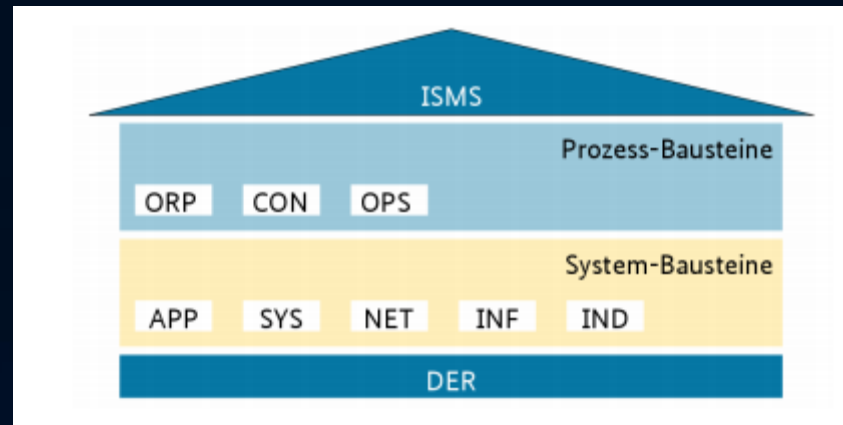 ISMS
Prozess-Bausteine
ORP CON OPS
System-Bausteine
APP SYS NET INF IND
DER